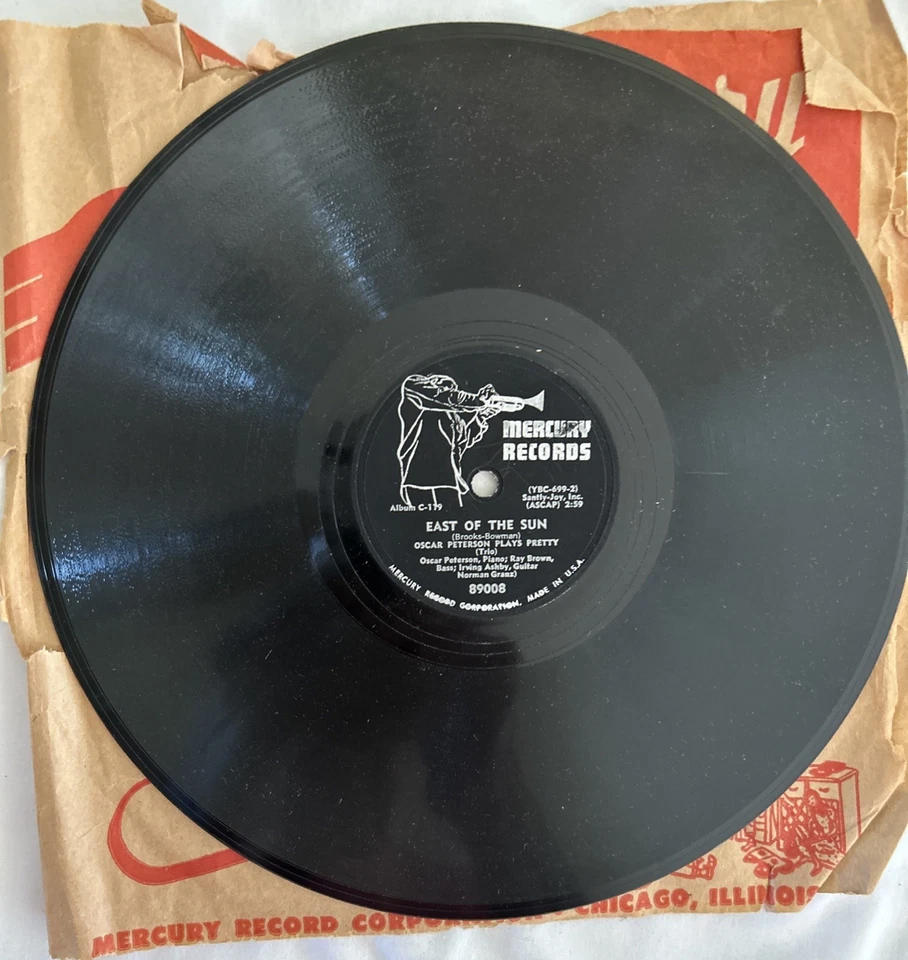 MERCURY
RECORDS
Album C-119
(YBC-699-2)
Santly-Joy, Inc.
(ASCAP) 2:59
EAST OF THE SUN
(Brooks-Bowman)
OSCAR PETERSON PLAYS PRETTY
(Trio)
Oscar Peterson, Piano; Ray Brown,
Bass; Irving Ashby, Guitar
Norman Granz)
89008
MERCURY RECORD CORPORATION. MADE IN U.S.A.
MERCURY RECORD CHICAGO, ILLINOIS